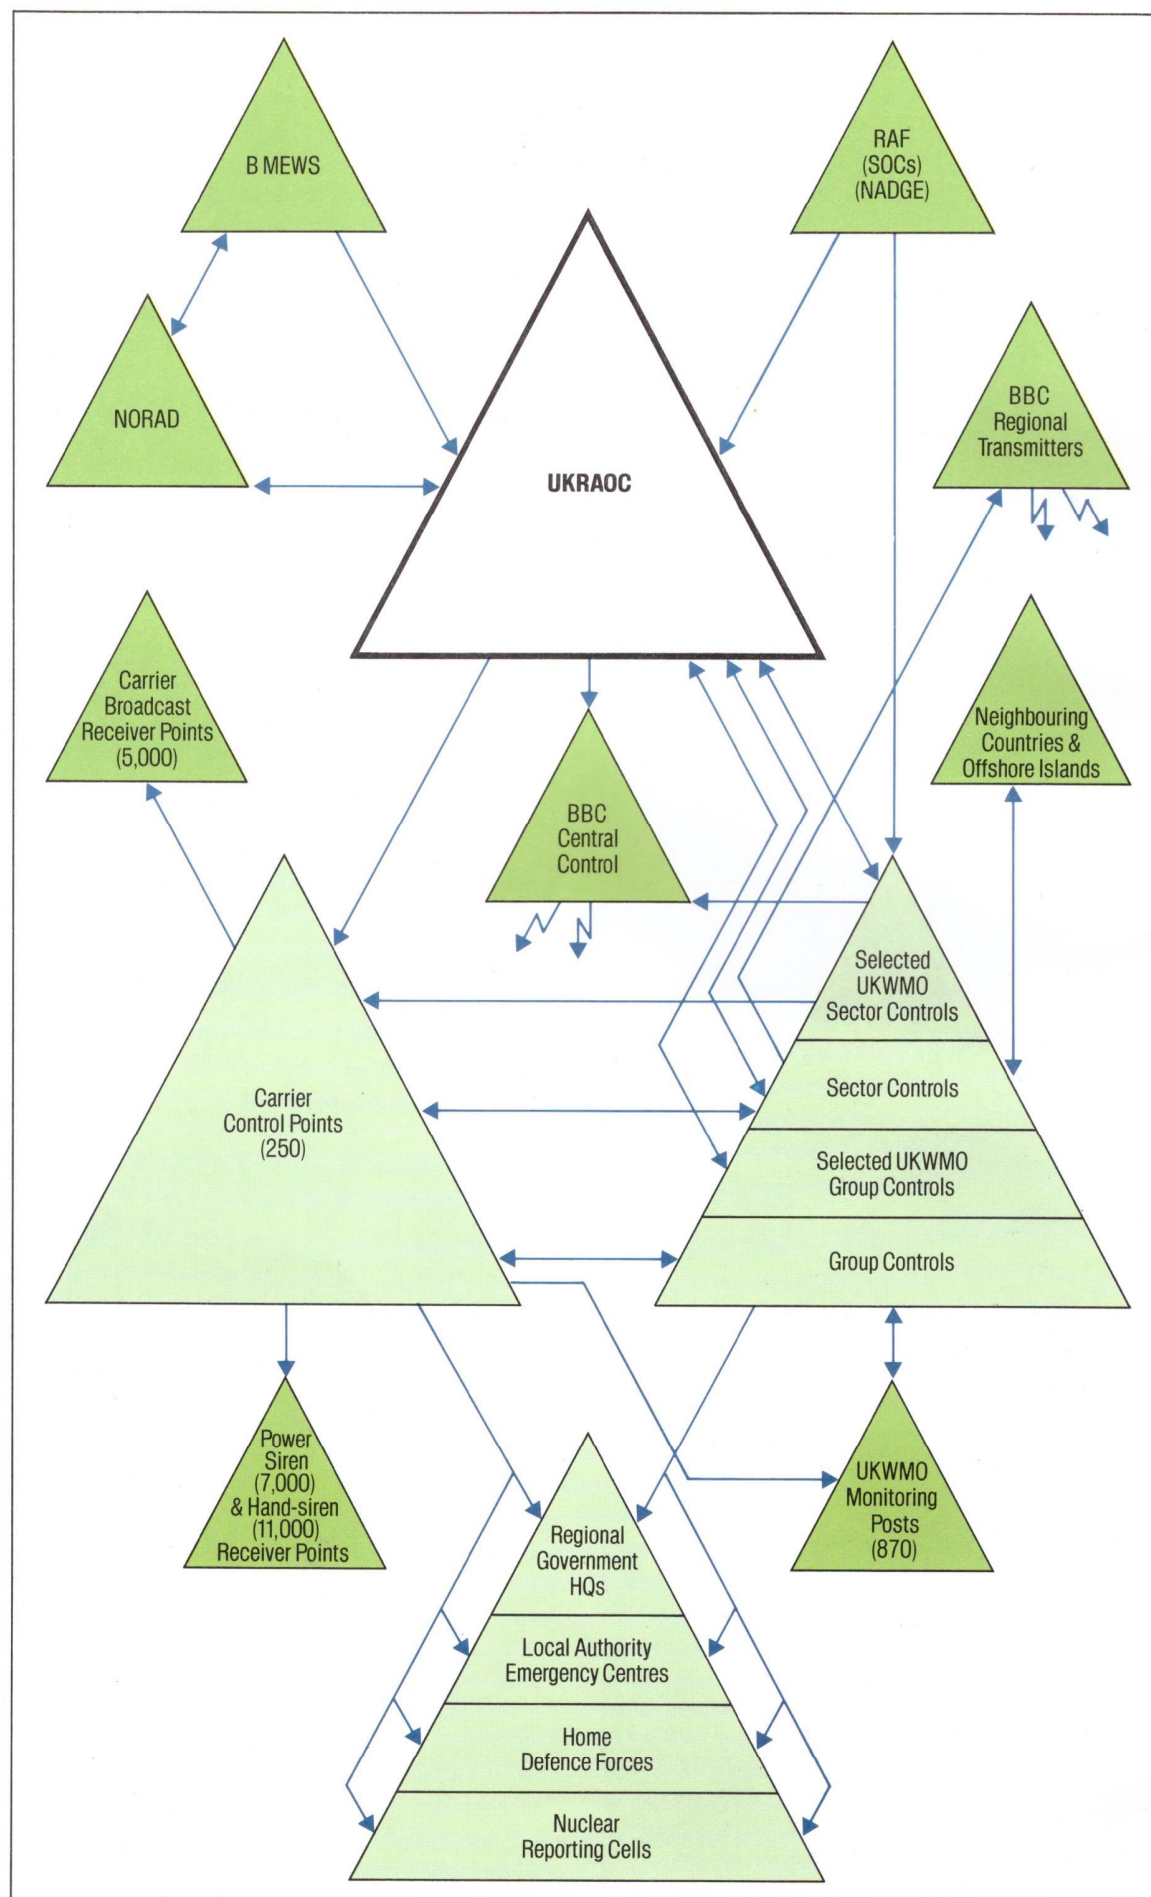 B MEWS
RAF
(SOCs)
(NADGE)
NORAD
UKRAOC
BBC
Regional
Transmitters
Carrier
Broadcast
Receiver Points
(5,000)
BBC
Central
Control
Neighbouring
Countries &
Offshore Islands
Carrier
Control Points
(250)
Selected
UKWMO
Sector Controls
Sector Controls
Selected UKWMO
Group Controls
Group Controls
Power
Siren
(7,000)
& Hand-siren
(11,000)
Receiver Points
Regional
Government
HQs
Local Authority
Emergency Centres
Home
Defence Forces
Nuclear
Reporting Cells
UKWMO
Monitoring
Posts
(870)